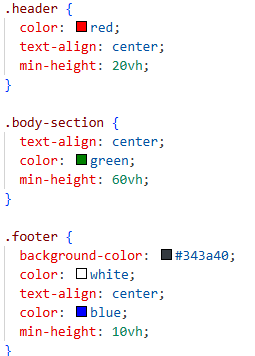 .header {
color: red;
text-align: center;
min-height: 20vh;
}
.body-section {
text-align: center;
color: green;
min-height: 60vh;
}
.footer {
background-color: #343a40;
color: white;
text-align: center;
color: blue;
min-height: 10vh;
}